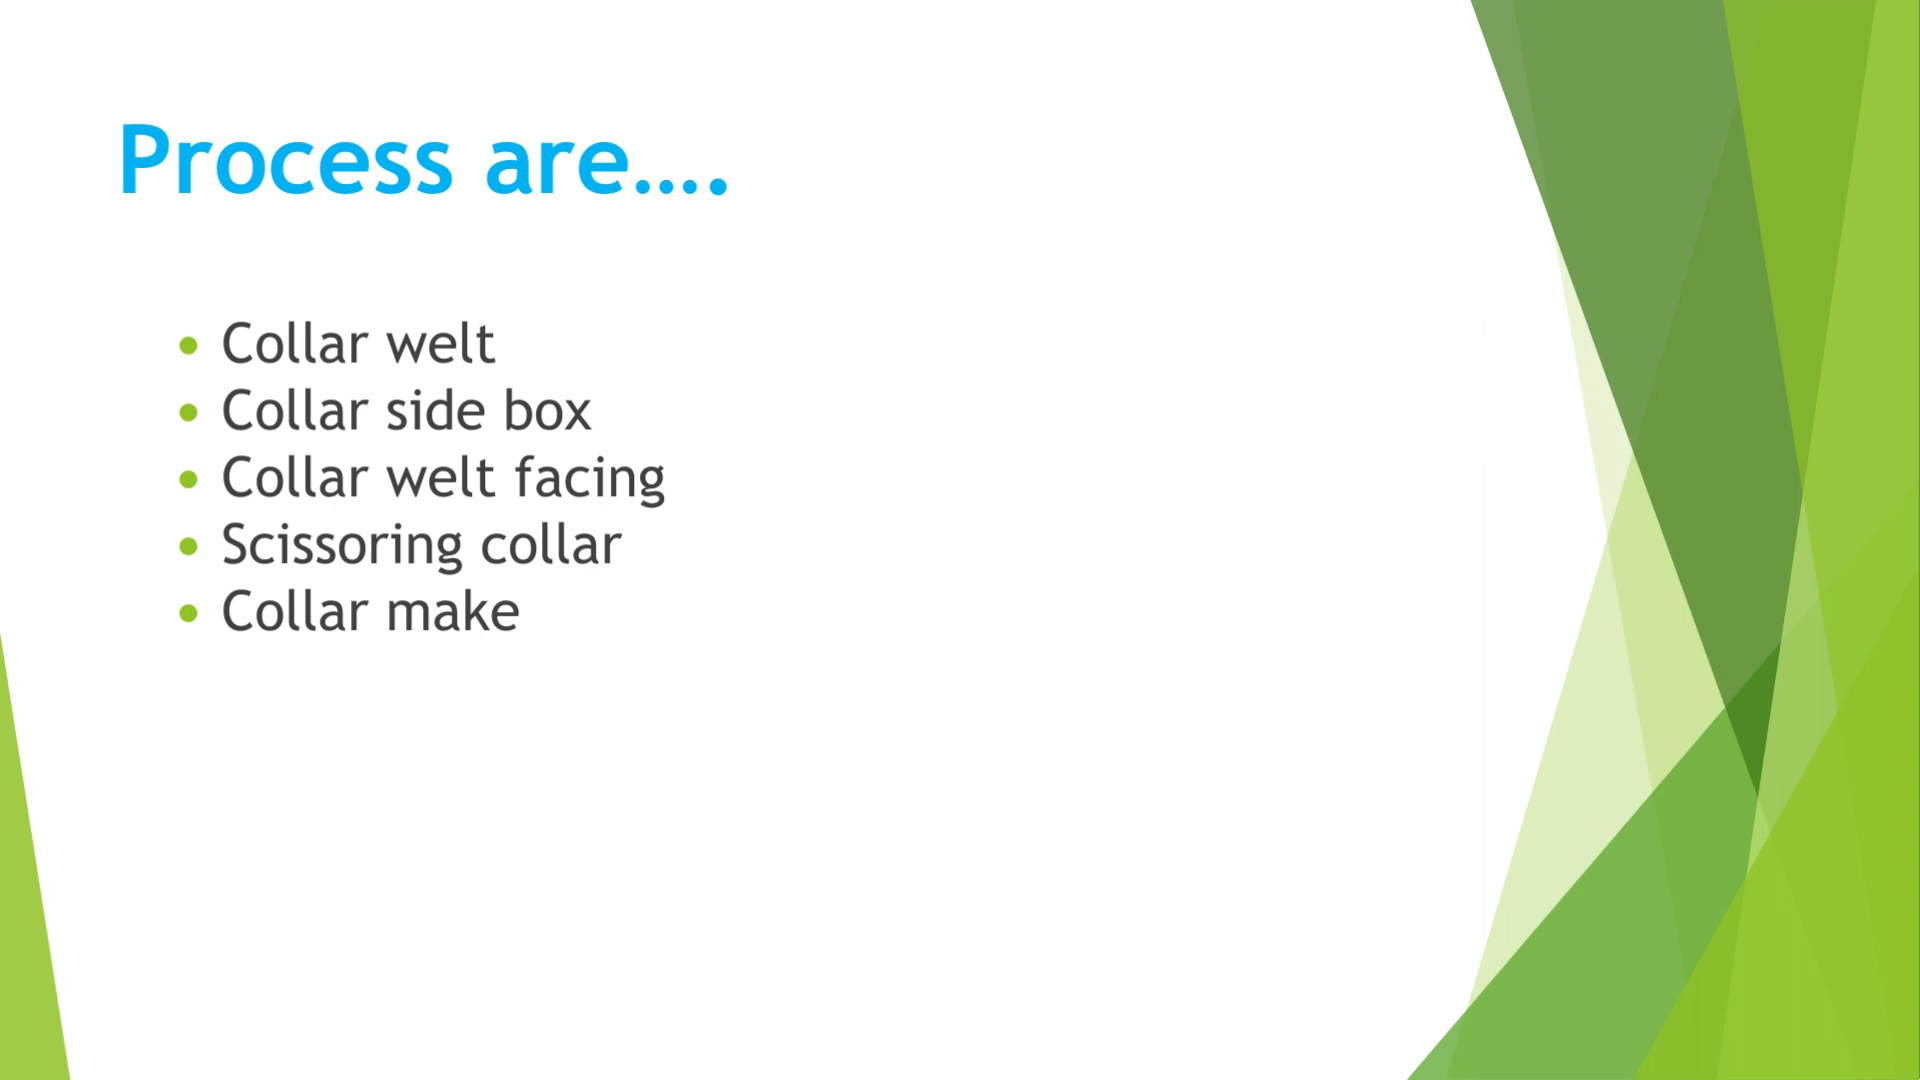 Process are….
• Collar welt
• Collar side box
• Collar welt facing
• Scissoring collar
• Collar make